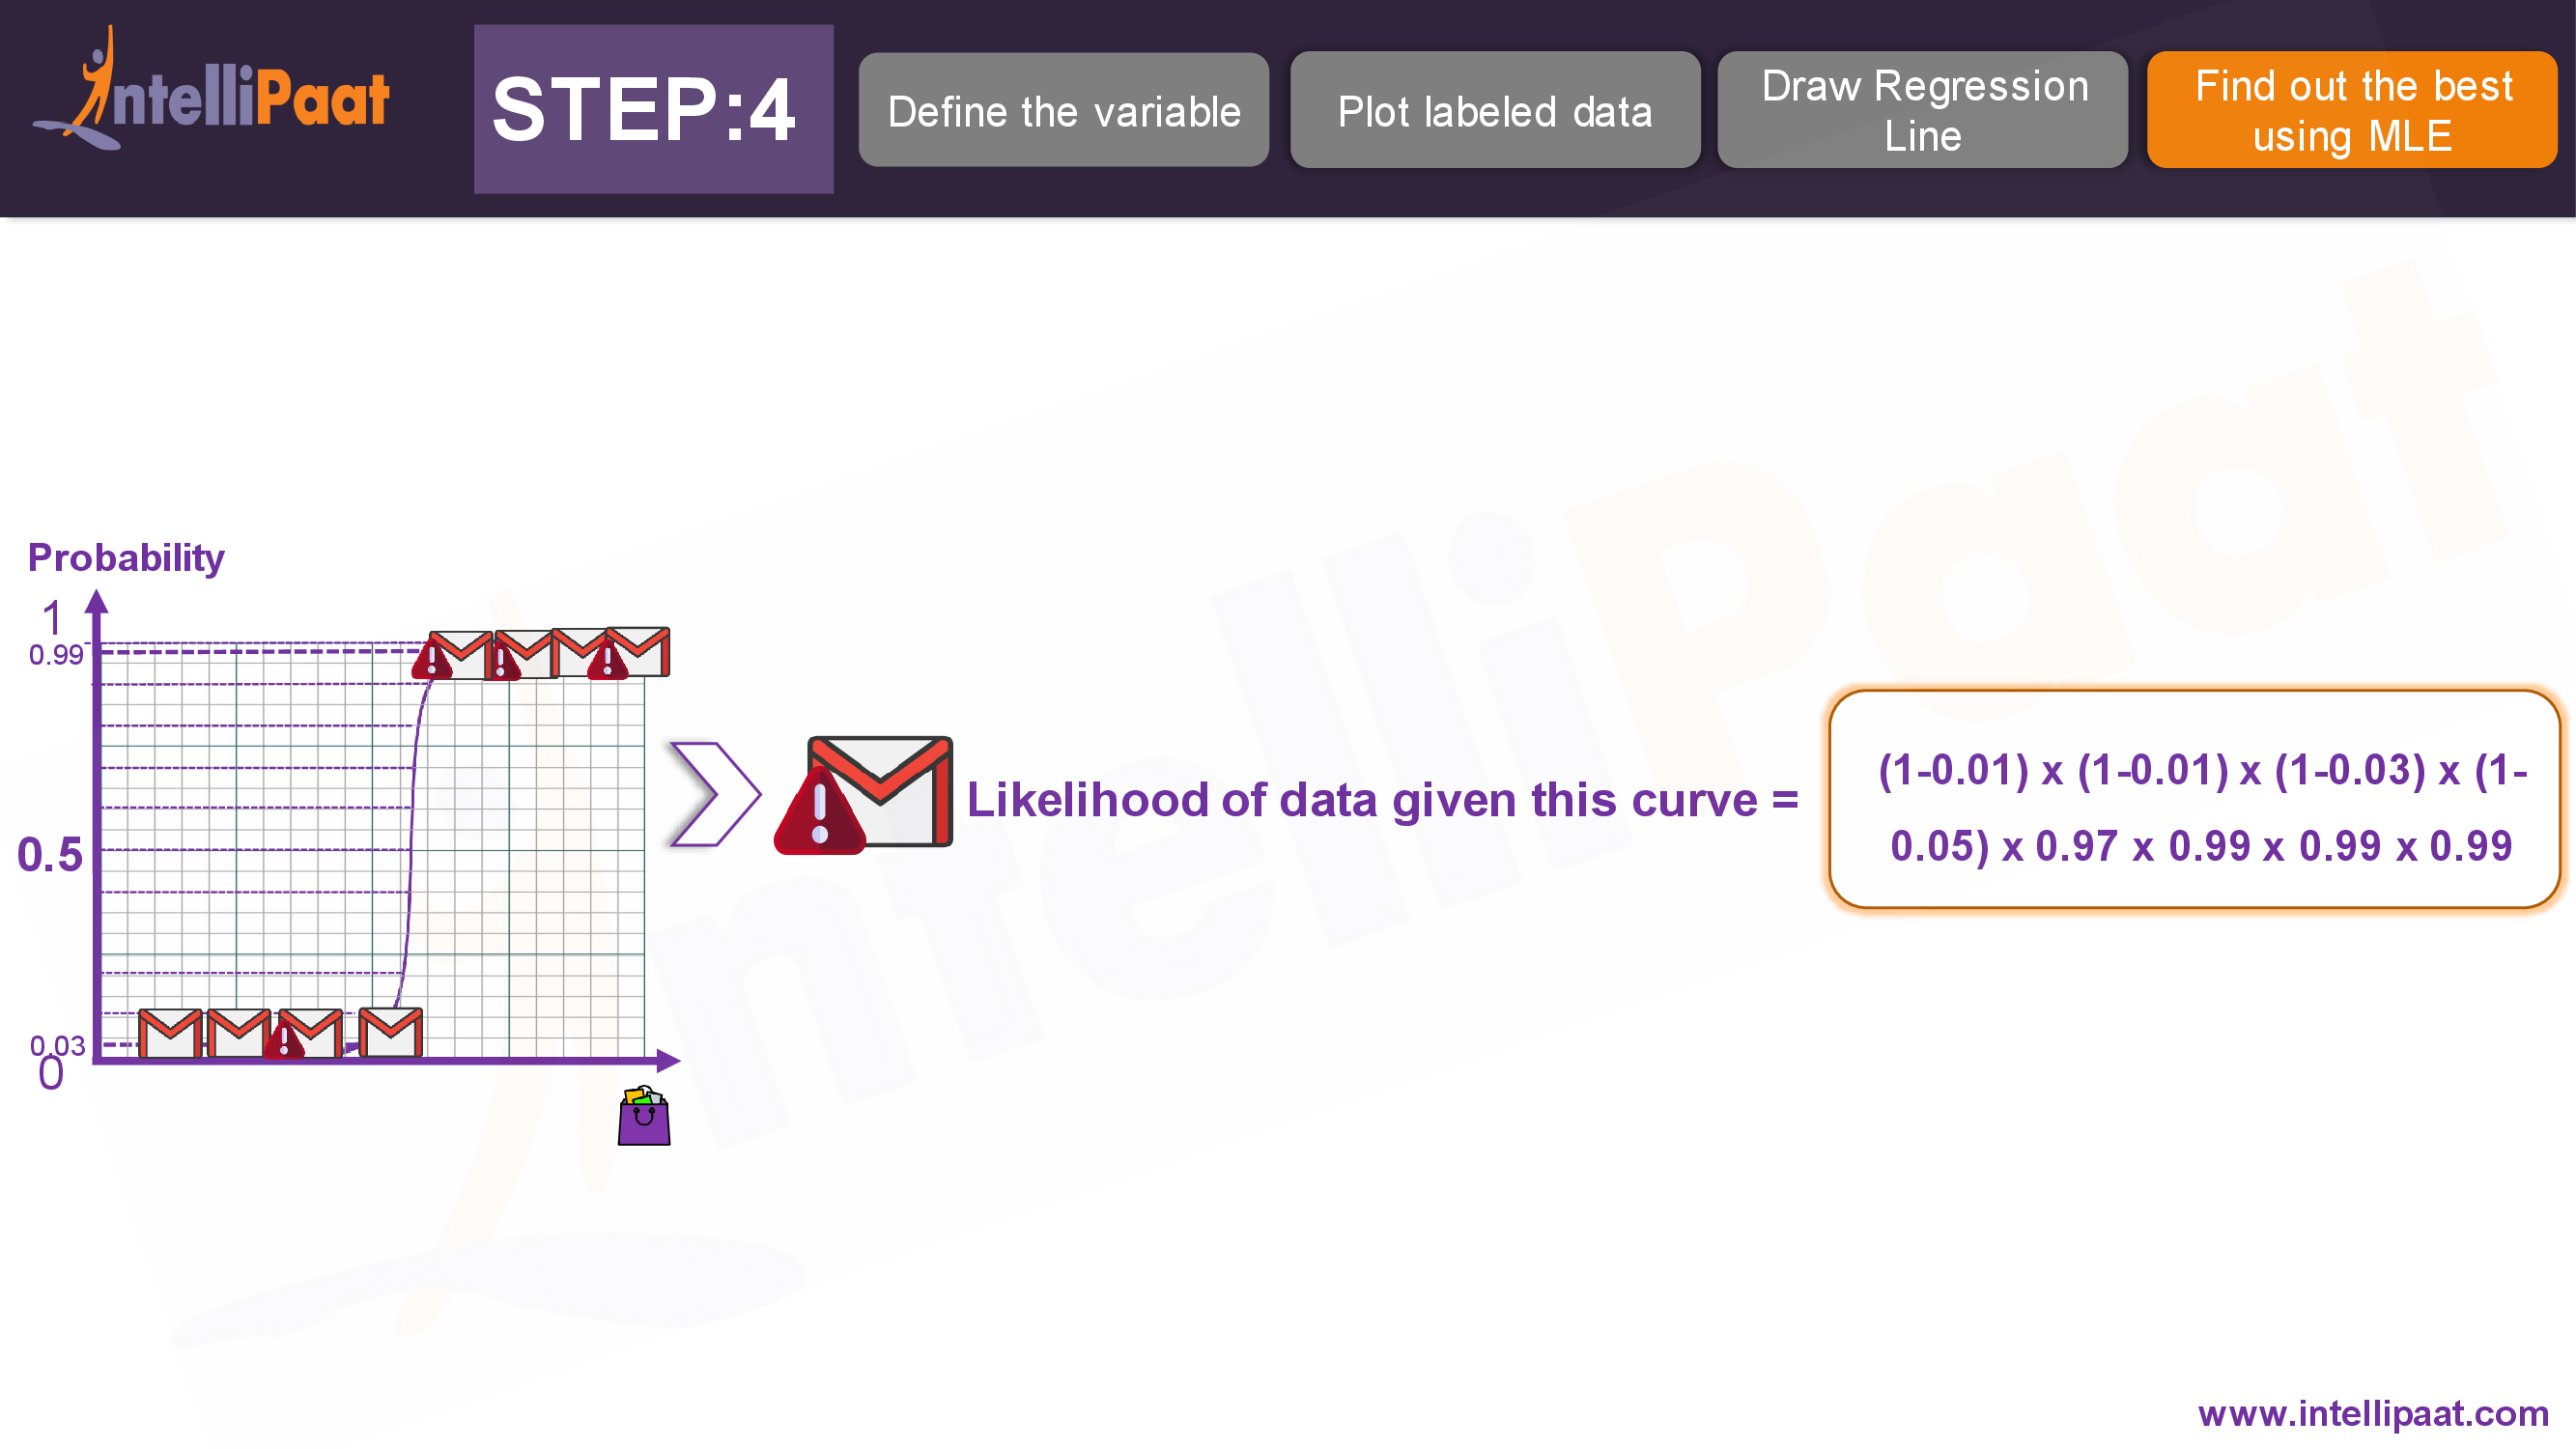 IntelliPaat
STEP:4
Define the variable
Plot labeled data
Draw Regression
Line
Find out the best
using MLE
Probability
1
0.99
0.5
0.03
0
Likelihood of data given this curve =
(1-0.01) x (1-0.01) x (1-0.03) x (1-
0.05) x 0.97 x 0.99 x 0.99 x 0.99
IntelliPaat
www.intellipaat.com